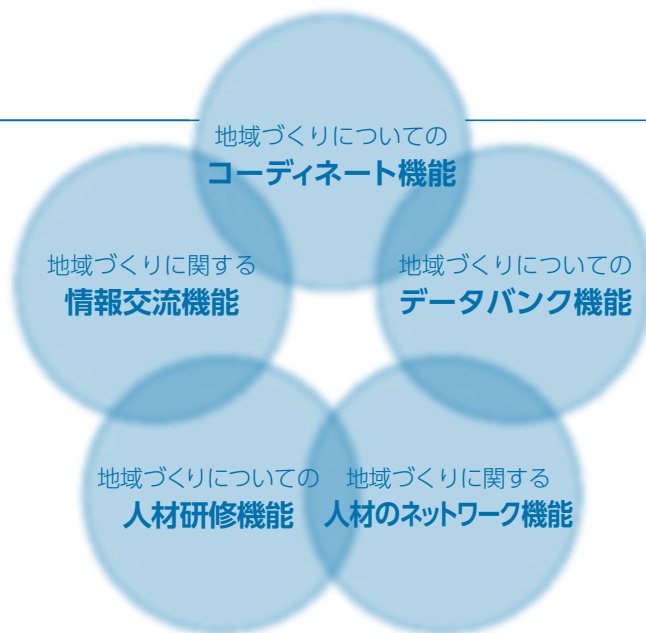 地域づくりについての
コーディネート機能
地域づくりに関する
情報交流機能
地域づくりについての
データバンク機能
地域づくりについての
人材研修機能
地域づくりに関する
人材のネットワーク機能